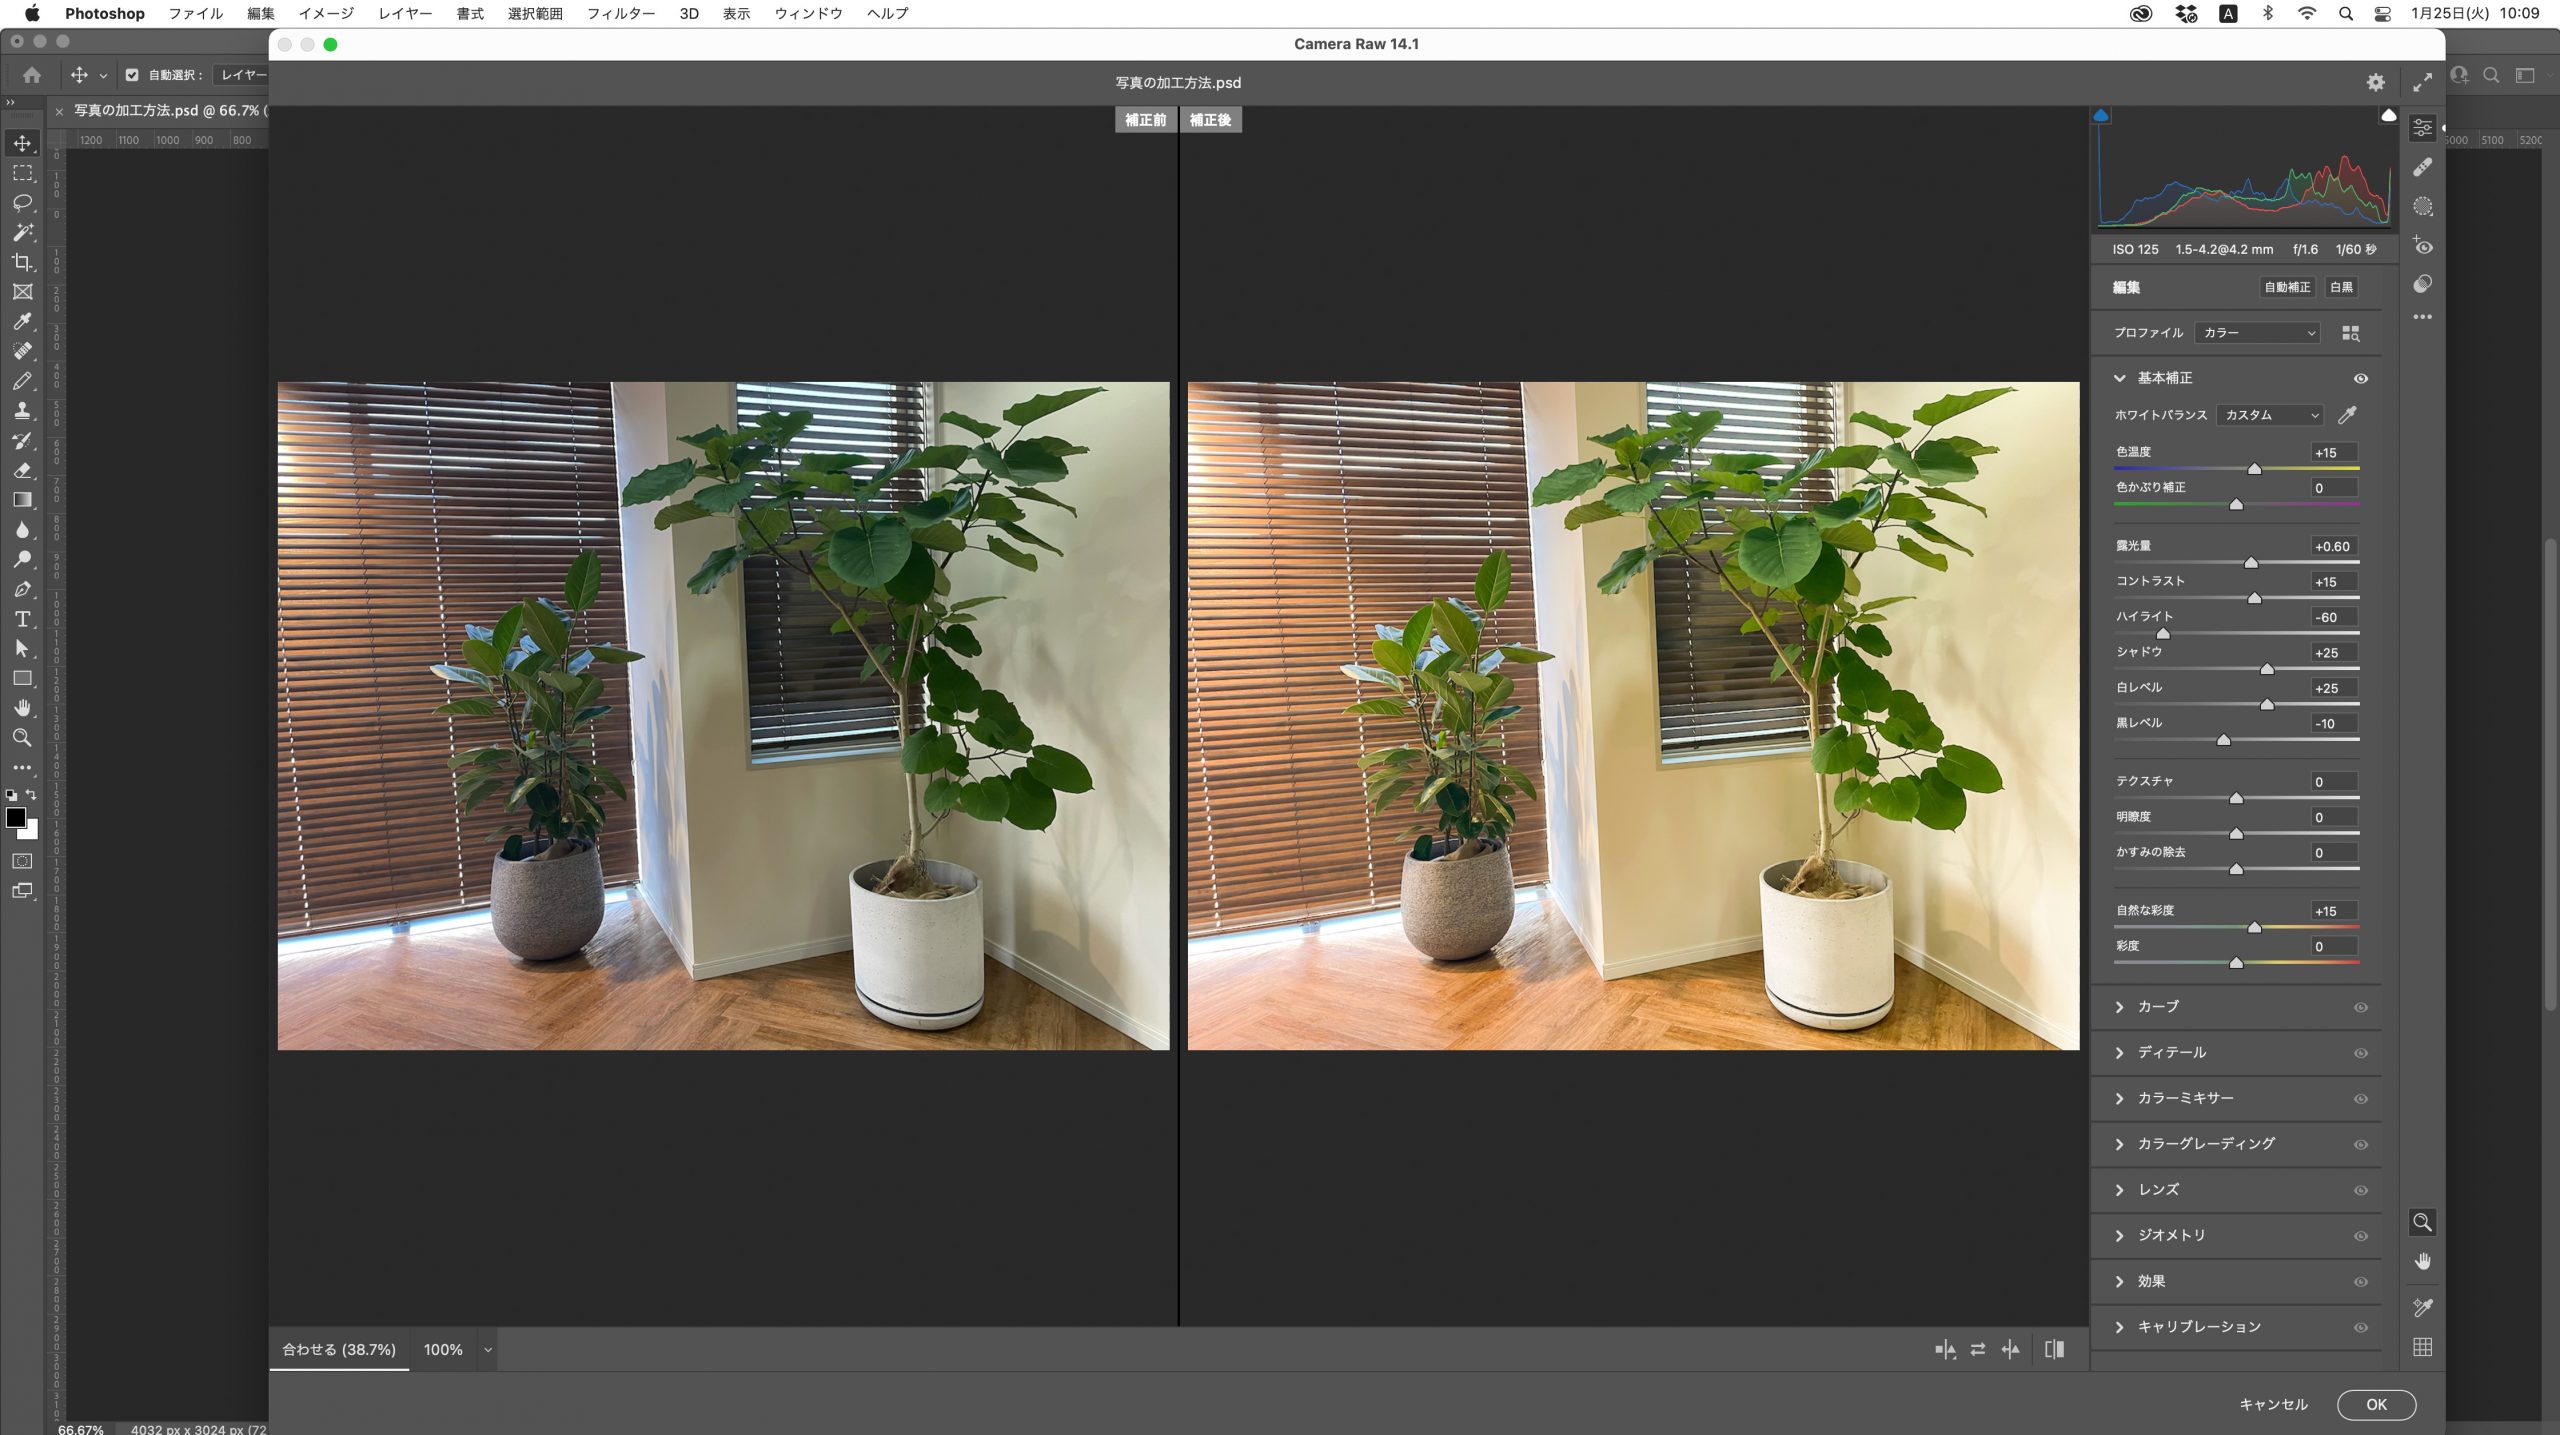 Photoshop ファイル 編集 イメージ レイヤー 書式 選択範囲 フィルター 3D 表示 ウィンドウ ヘルプ A 1月25日(火) 10:09
Camera Raw 14.1
自動選択： レイヤー
写真の加工方法.psd
写真の加工方法.psd @ 66.7% (
補正前 補正後
1200 1100 1000 900 800
5000 5100 5200
ISO 125 1.5-4.2@4.2 mm f/1.6 1/60 秒
編集 自動補正 白黒
プロファイル カラー
基本補正
ホワイトバランス カスタム
色温度 +15
色かぶり補正 0
露光量 +0.60
コントラスト +15
ハイライト -60
シャドウ +25
白レベル +25
黒レベル -10
テクスチャ 0
明瞭度 0
かすみの除去 0
自然な彩度 +15
彩度 0
カーブ
ディテール
カラーミキサー
カラーグレーディング
レンズ
ジオメトリ
効果
キャリブレーション
合わせる (38.7%) 100%
キャンセル OK
66.67% 4032 px x 3024 px (72